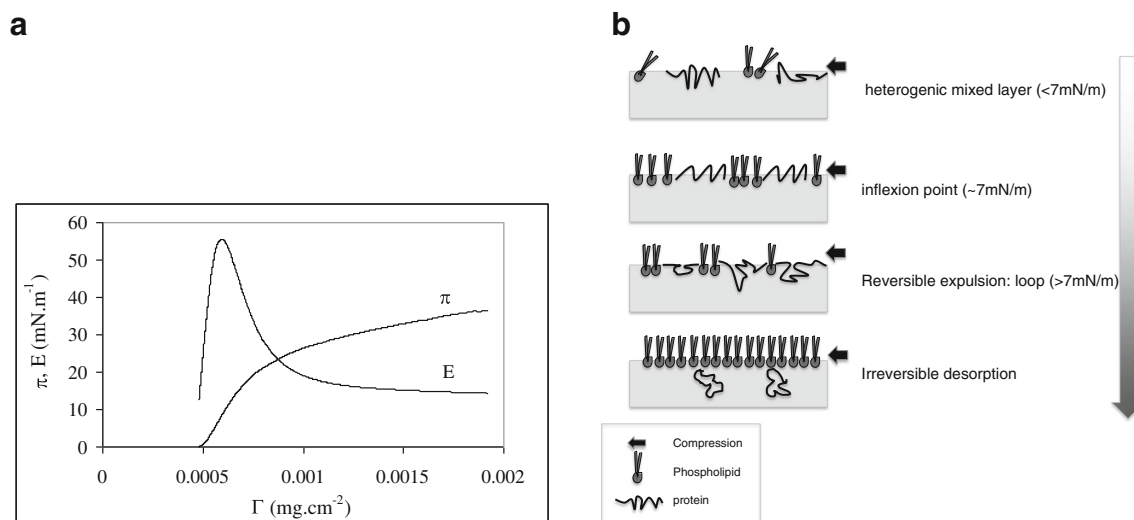 a
b
π, E (mN.m-1)
60
50
40
30
20
10
0
0
0.0005
0.001
0.0015
0.002
Γ (mg.cm-2)
π
E
heterogenic mixed layer (<7mN/m)
inflexion point (~7mN/m)
Reversible expulsion: loop (>7mN/m)
Irreversible desorption
Compression
Phospholipid
protein